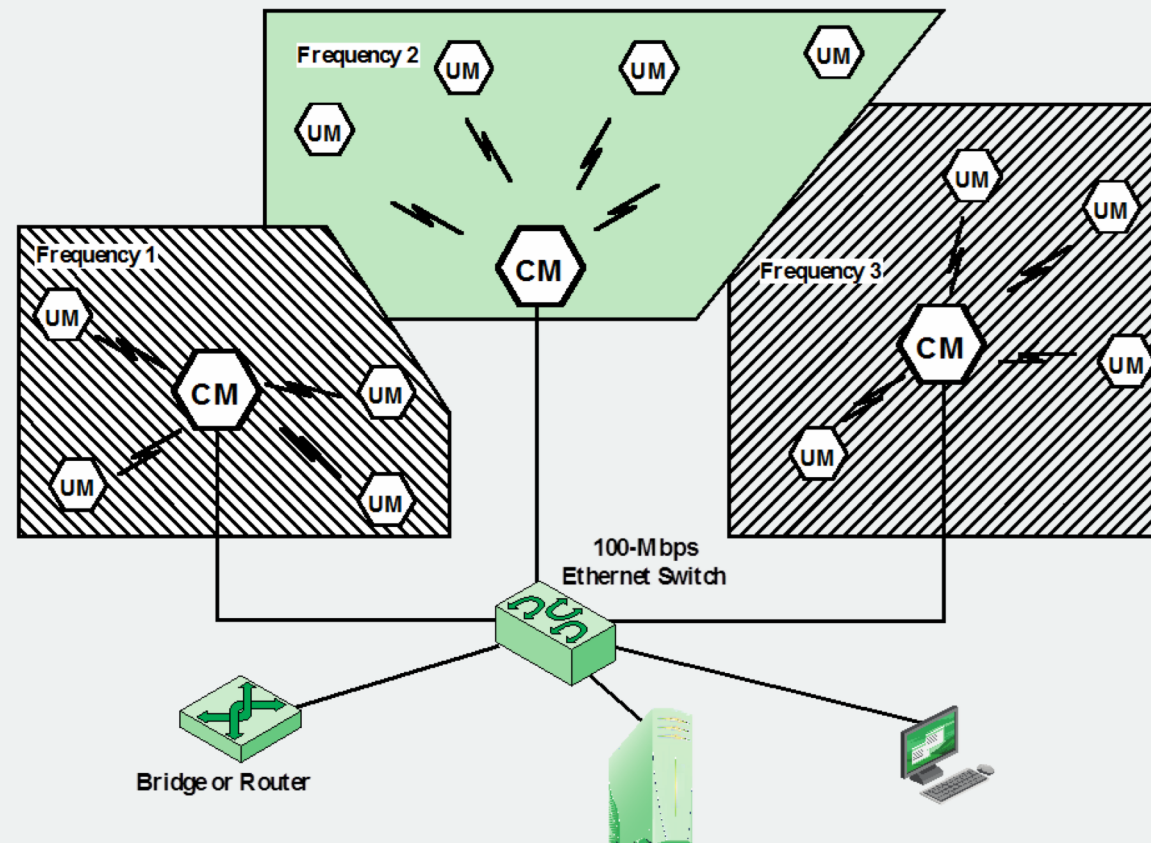 Frequency 2
UM
UM
UM
UM
CM
Frequency 1
UM
CM
UM
UM
UM
Frequency 3
UM
UM
CM
UM
UM
100-Mbps
Ethernet Switch
Bridge or Router